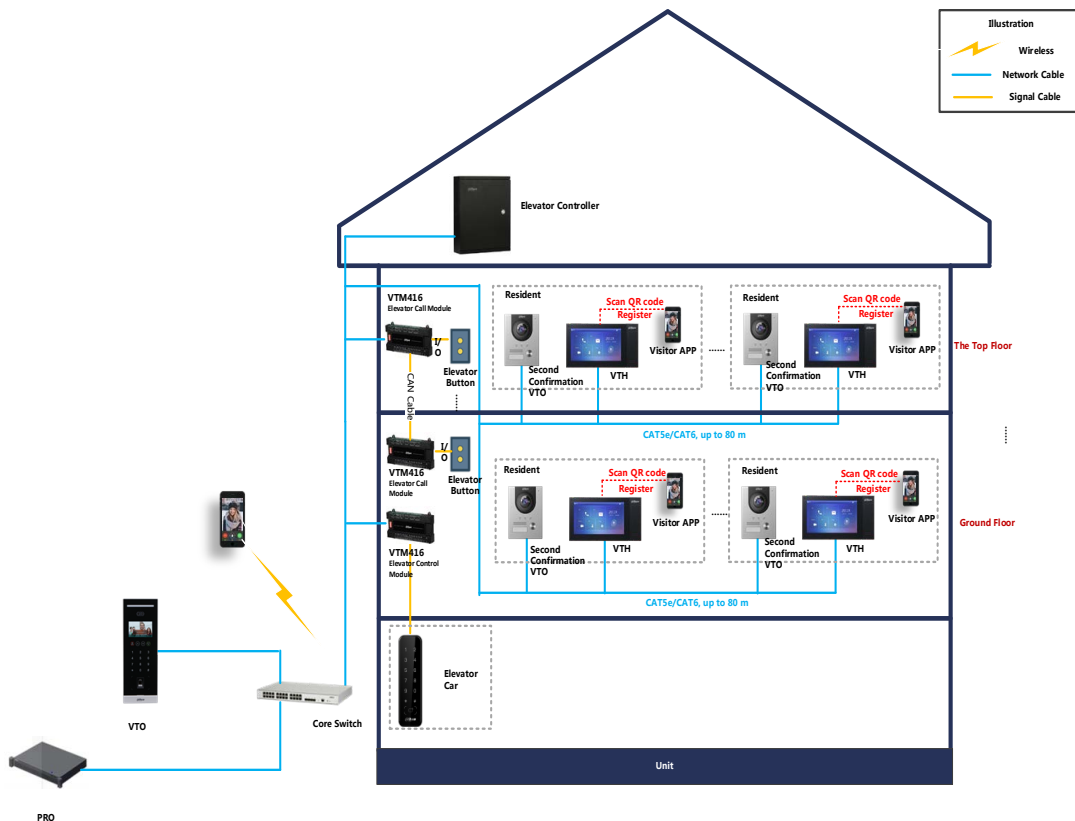 Illustration
Wireless
Network Cable
Signal Cable
Elevator Controller
VTM416
Elevator Call Module
I/
O
Elevator
Button
CAN Cable
Resident
Second
Confirmation
VTO
VTH
Scan QR code
Register
Visitor APP
Resident
Second
Confirmation
VTO
VTH
Scan QR code
Register
Visitor APP
The Top Floor
CAT5e/CAT6, up to 80 m
VTM416
Elevator Call
Module
I/
O
Elevator
Button
Resident
Second
Confirmation
VTO
VTH
Scan QR code
Register
Visitor APP
Resident
Second
Confirmation
VTO
VTH
Scan QR code
Register
Visitor APP
Ground Floor
VTM416
Elevator Control
Module
CAT5e/CAT6, up to 80 m
Elevator
Car
VTO
Core Switch
Unit
PRO